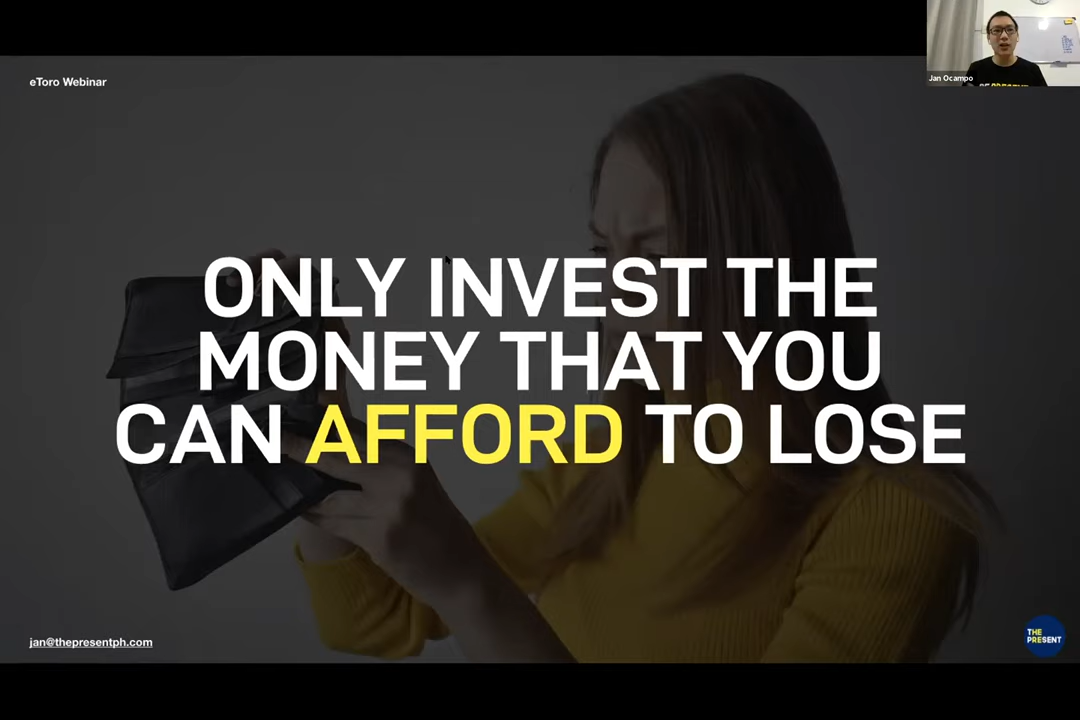 eToro Webinar
Jan Ocampo
ONLY INVEST THE
MONEY THAT YOU
CAN AFFORD TO LOSE
jan@thepresentph.com
THE
PRESENT